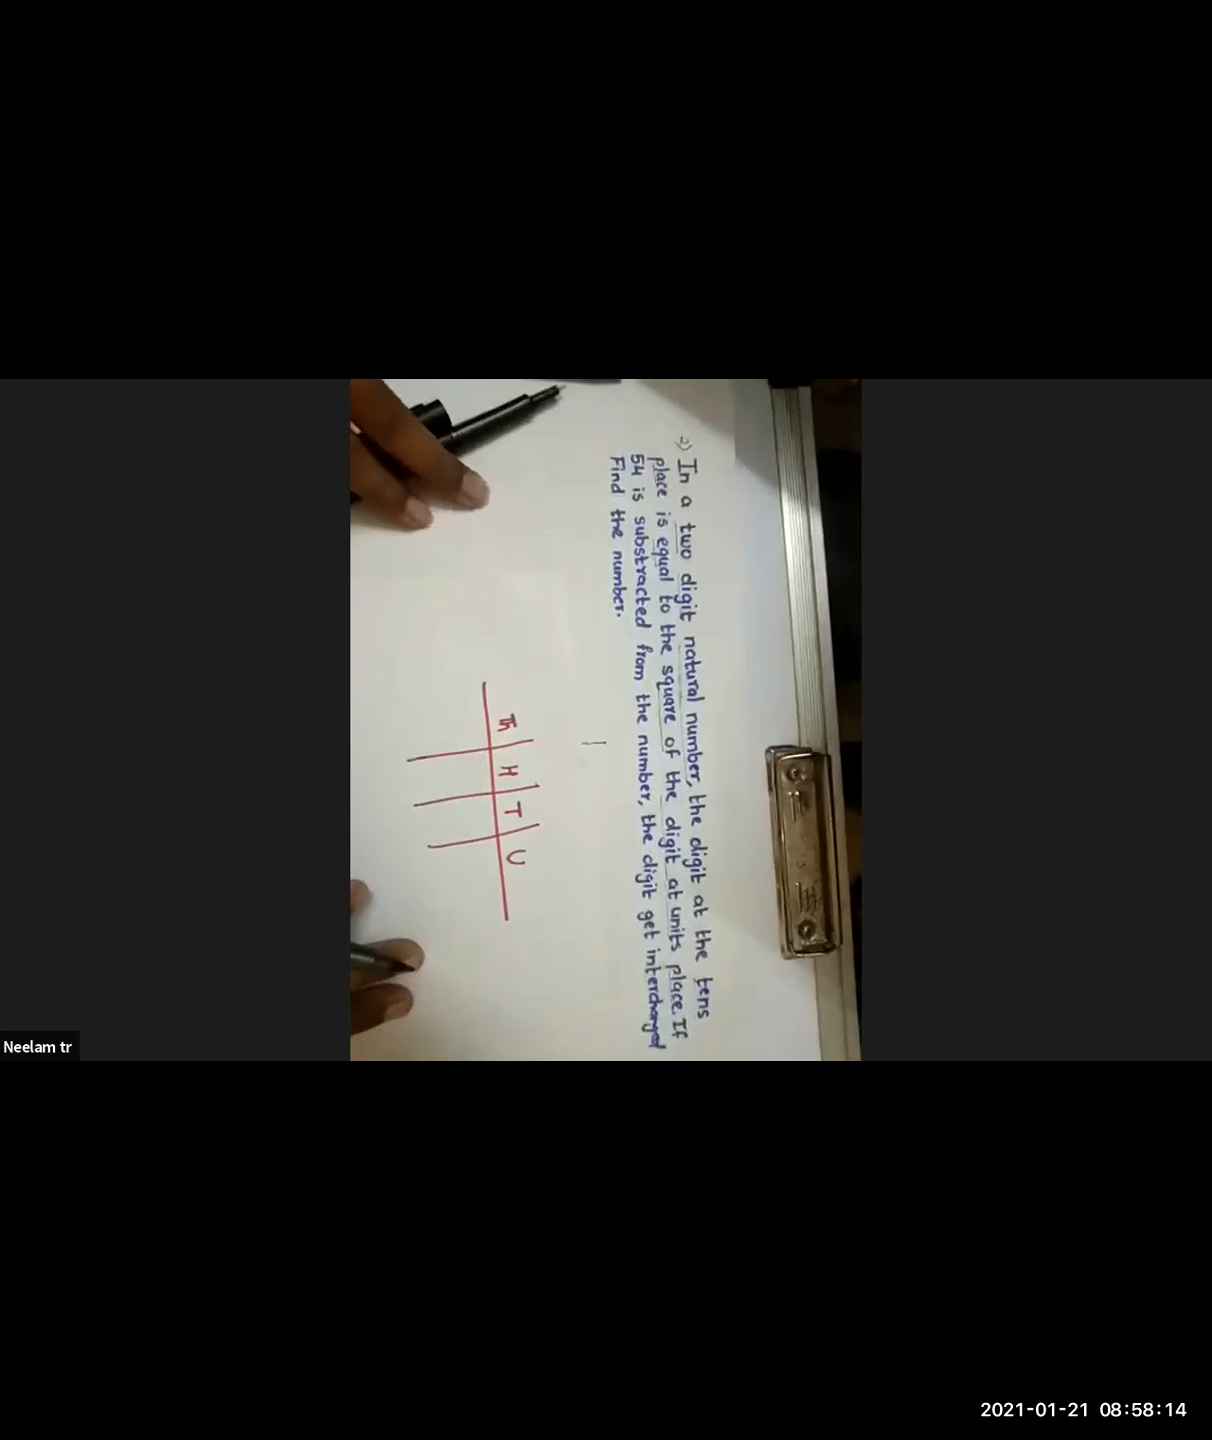 2) In a two digit natural number, the digit at the tens
place is equal to the square of the digit at units place. If
54 is substracted from the number, the digit get interchanged
Find the number.
Th H T U
Neelam tr
2021-01-21 08:58:14